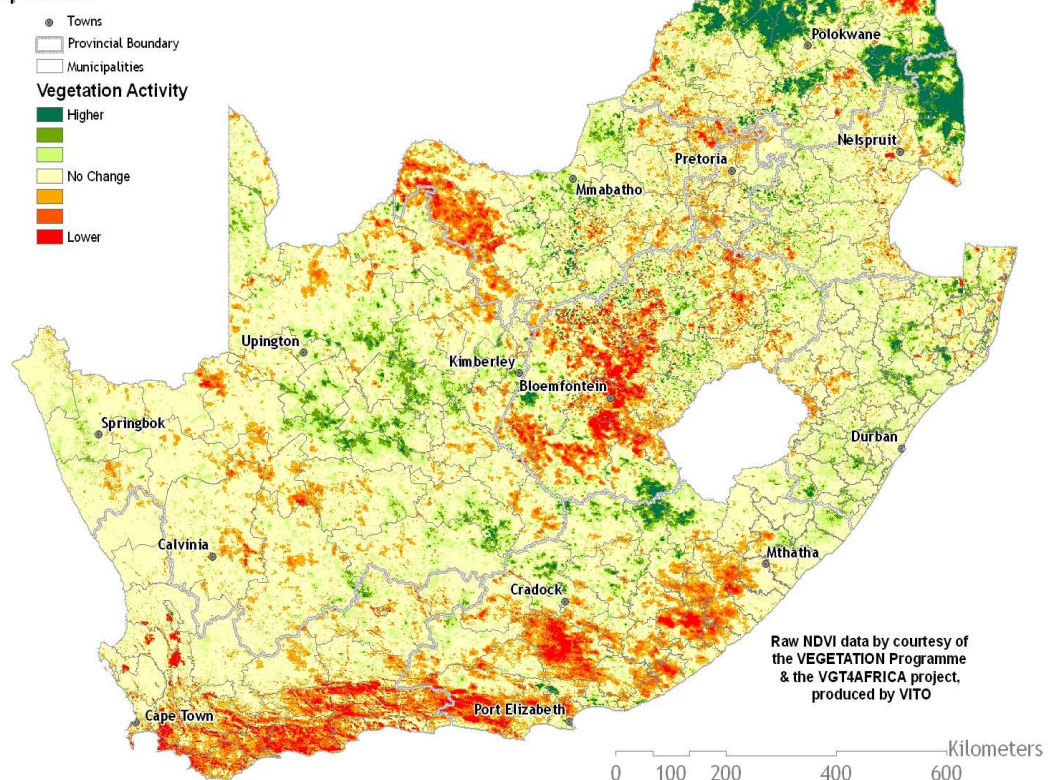 Towns
Provincial Boundary
Municipalities
Vegetation Activity
Higher
No Change
Lower
Polokwane
Nelspruit
Pretoria
Mmabatho
Upington
Kimberley
Bloemfontein
Springbok
Durban
Calvinia
Mthatha
Cradock
Raw NDVI data by courtesy of
the VEGETATION Programme
& the VGT4AFRICA project,
produced by VITO
Port Elizabeth
Cape Town
Kilometers
0 100 200 400 600